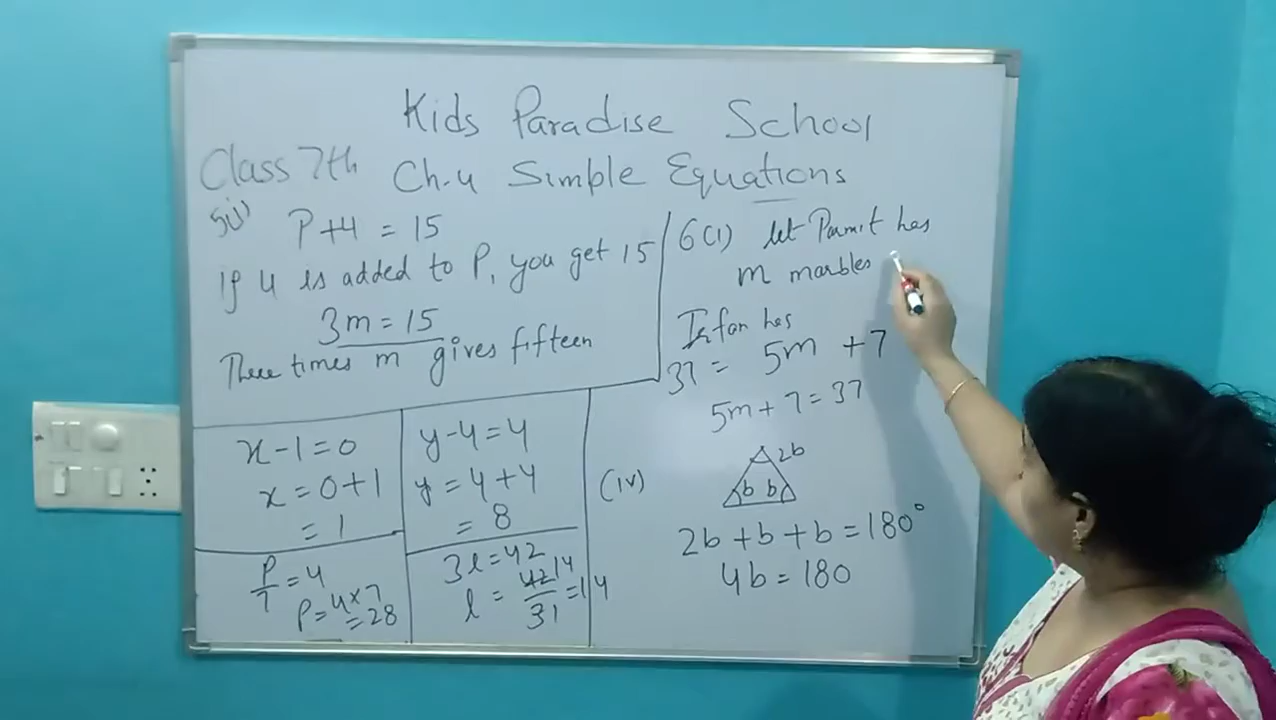 Kids Paradise School
Class 7th Ch.4 Simple Equations
5(i) P+4 = 15
If 4 is added to P, you get 15
3m = 15
Three times m gives fifteen
x-1=0
x = 0+1
= 1
y-4=4
y = 4+4
= 8
P/7 = 4
P = 4×7
= 28
3l = 42
l = 42 14 / 3 1 = 14
6(i) let Parmit has
m marbles
Irfan has
37 = 5m + 7
5m + 7 = 37
(iv)
2b
b b
2b + b + b = 180°
4b = 180